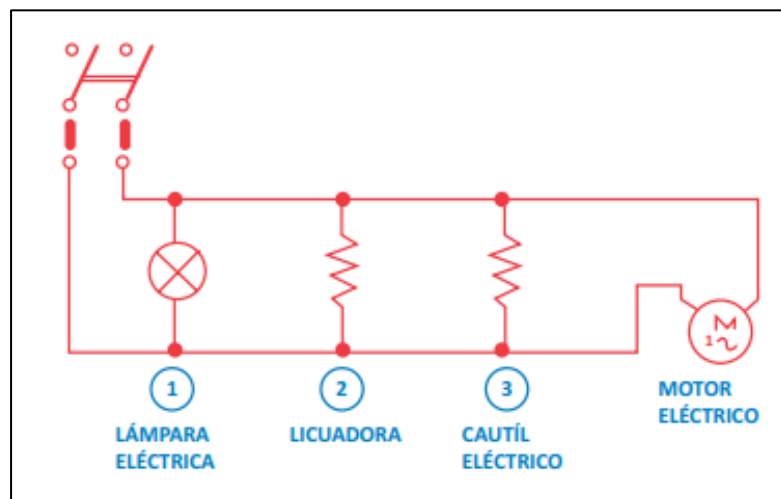 M
1
1
2
3
LÁMPARA
ELÉCTRICA
LICUADORA
CAUTÍL
ELÉCTRICO
MOTOR
ELÉCTRICO